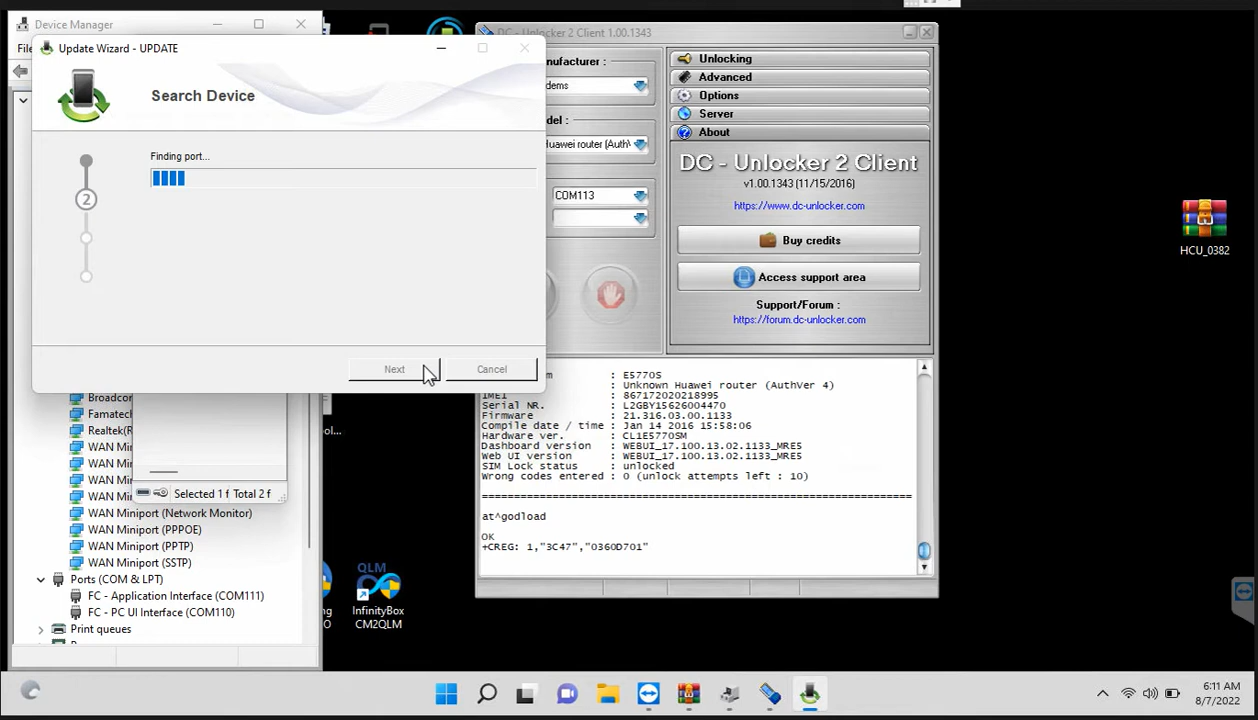 Device Manager
File
Update Wizard - UPDATE
Search Device
Finding port...
2
Next
Cancel
Broadcor
Famatecl
Realtek(R
WAN Mi
WAN Mi
WAN Mi
WAN Mi
Selected 1 f
Total 2 f
WAN Miniport (Network Monitor)
WAN Miniport (PPPOE)
WAN Miniport (PPTP)
WAN Miniport (SSTP)
Ports (COM & LPT)
FC - Application Interface (COM111)
FC - PC UI Interface (COM110)
Print queues
ol...
ng
O
QLM
InfinityBox
CM2QLM
DC - Unlocker 2 Client 1.00.1343
nufacturer :
dems
del :
Huawei router (Auth\
COM113
Unlocking
Advanced
Options
Server
About
DC - Unlocker 2 Client
v1.00.1343 (11/15/2016)
https://www.dc-unlocker.com
Buy credits
Access support area
Support/Forum :
https://forum.dc-unlocker.com
: E5770S
: Unknown Huawei router (AuthVer 4)
IMEI : 867172020218995
Serial NR. : L2GBY15626004470
Firmware : 21.316.03.00.1133
Compile date / time : Jan 14 2016 15:58:06
Hardware ver. : CL1E5770SM
Dashboard version : WEBUI_17.100.13.02.1133_MRE5
Web UI version : WEBUI_17.100.13.02.1133_MRE5
SIM Lock status : unlocked
Wrong codes entered : 0 (unlock attempts left : 10)
===================================================================
at^godload
OK
+CREG: 1,"3C47","0360D701"
HCU_0382
6:11 AM
8/7/2022